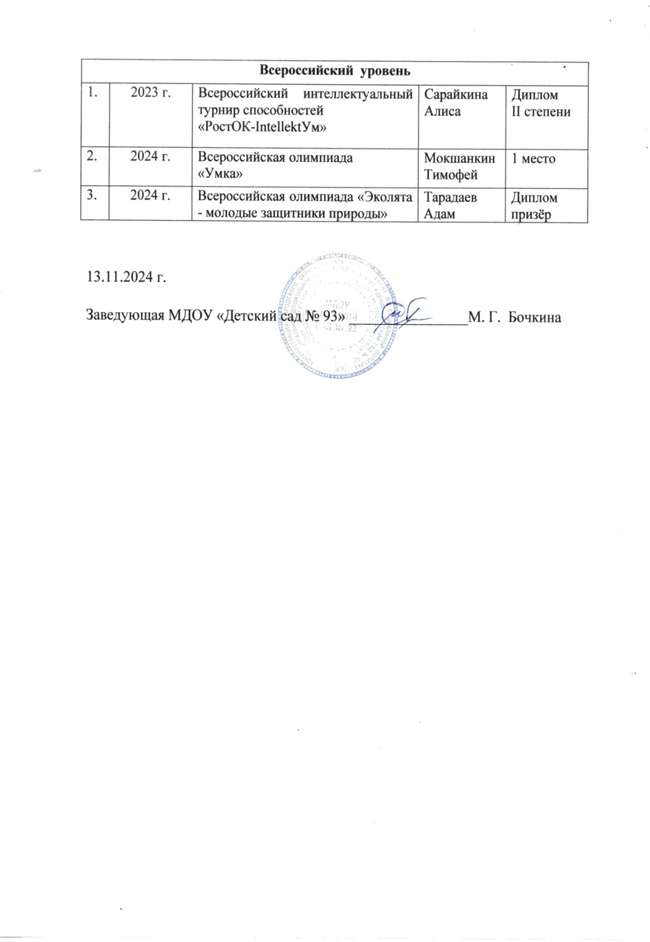 Всероссийский уровень
1. 2023 г. Всероссийский интеллектуальный Сарайкина Диплом
турнир способностей Алиса II степени
«РостОК-IntellektУм»
2. 2024 г. Всероссийская олимпиада Мокшанкин 1 место
«Умка» Тимофей
3. 2024 г. Всероссийская олимпиада «Эколята Тарадаев Диплом
- молодые защитники природы» Адам призёр
13.11.2024 г.
Заведующая МДОУ «Детский сад № 93» М. Г. Бочкина